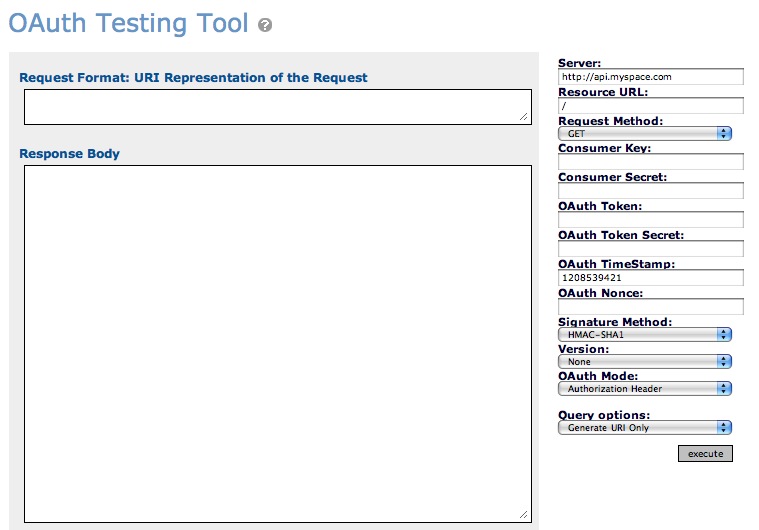 OAuth Testing Tool ?
Request Format: URI Representation of the Request
Response Body
Server:
http://api.myspace.com
Resource URL:
/
Request Method:
GET
Consumer Key:
Consumer Secret:
OAuth Token:
OAuth Token Secret:
OAuth TimeStamp:
1208539421
OAuth Nonce:
Signature Method:
HMAC-SHA1
Version:
None
OAuth Mode:
Authorization Header
Query options:
Generate URI Only
execute